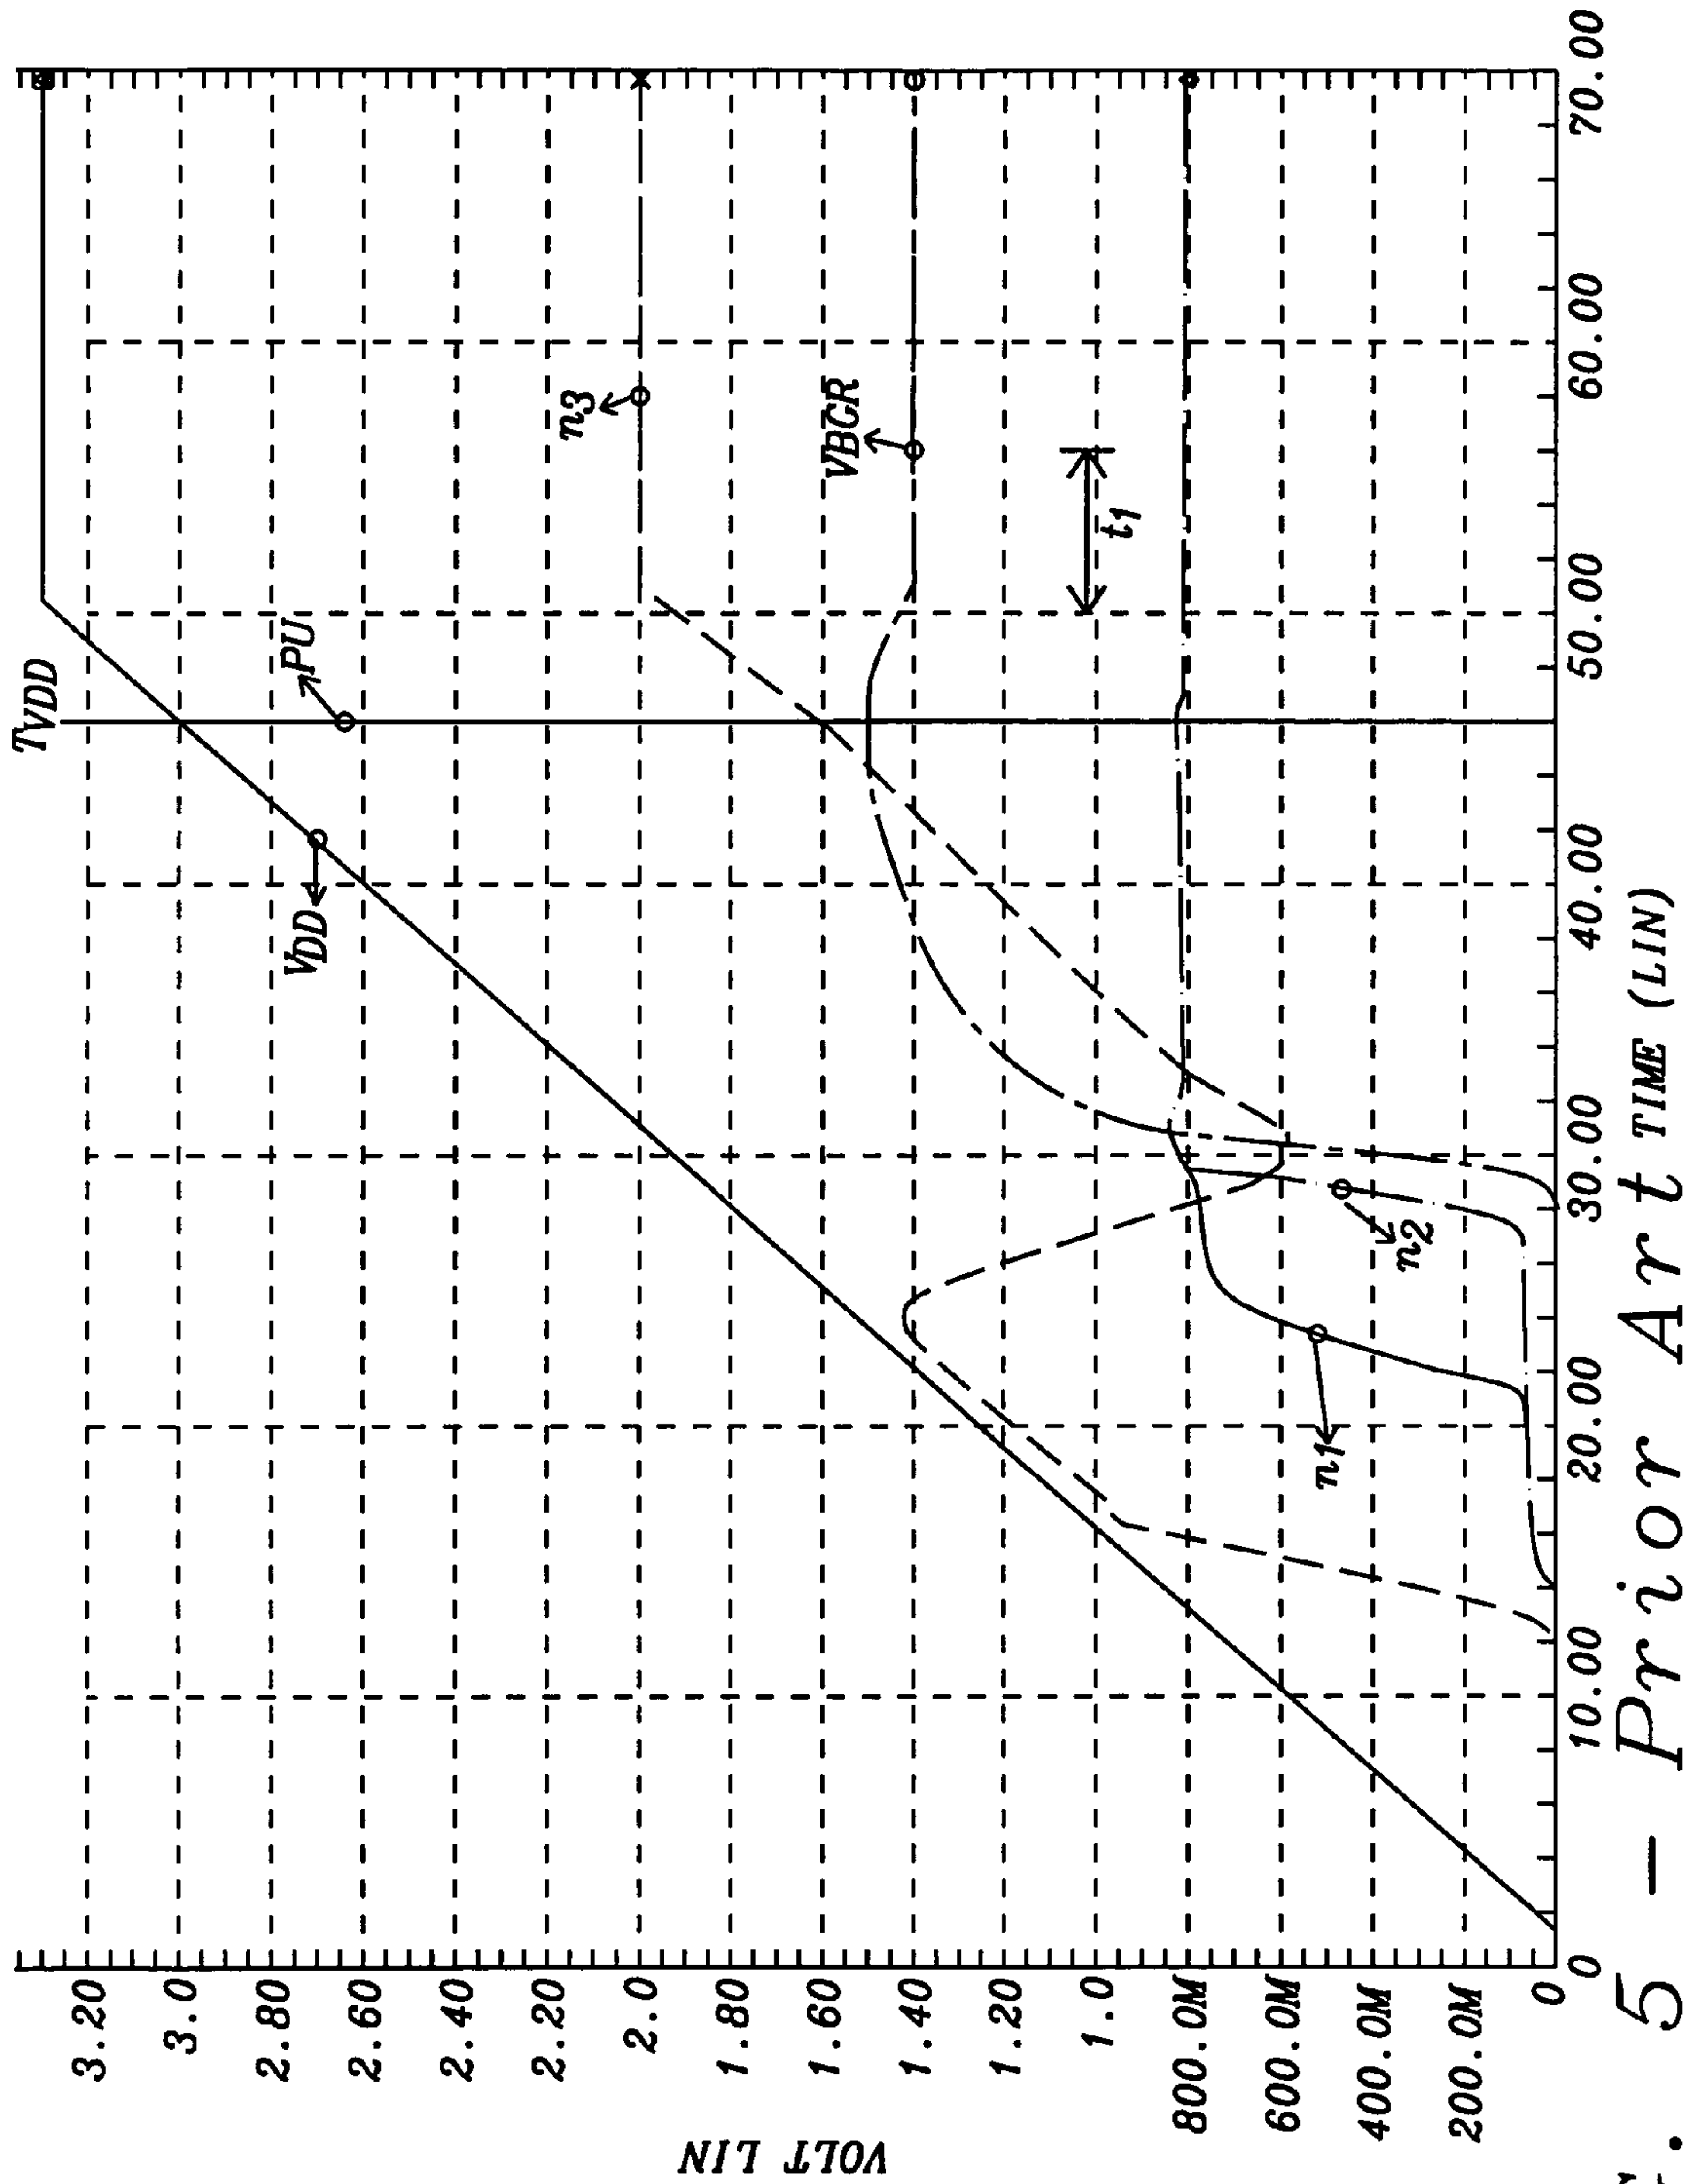 VOLT LIN
3.20
3.0
2.80
2.60
2.40
2.20
2.0
1.80
1.60
1.40
1.20
1.0
800.0M
600.0M
400.0M
200.0M
0
TVDD
PU
VDD
n3
VBGR
t1
n2
n1
0
10.00
20.00
30.00
40.00
50.00
60.00
70.00
TIME (LIN)
5 - Prior Art